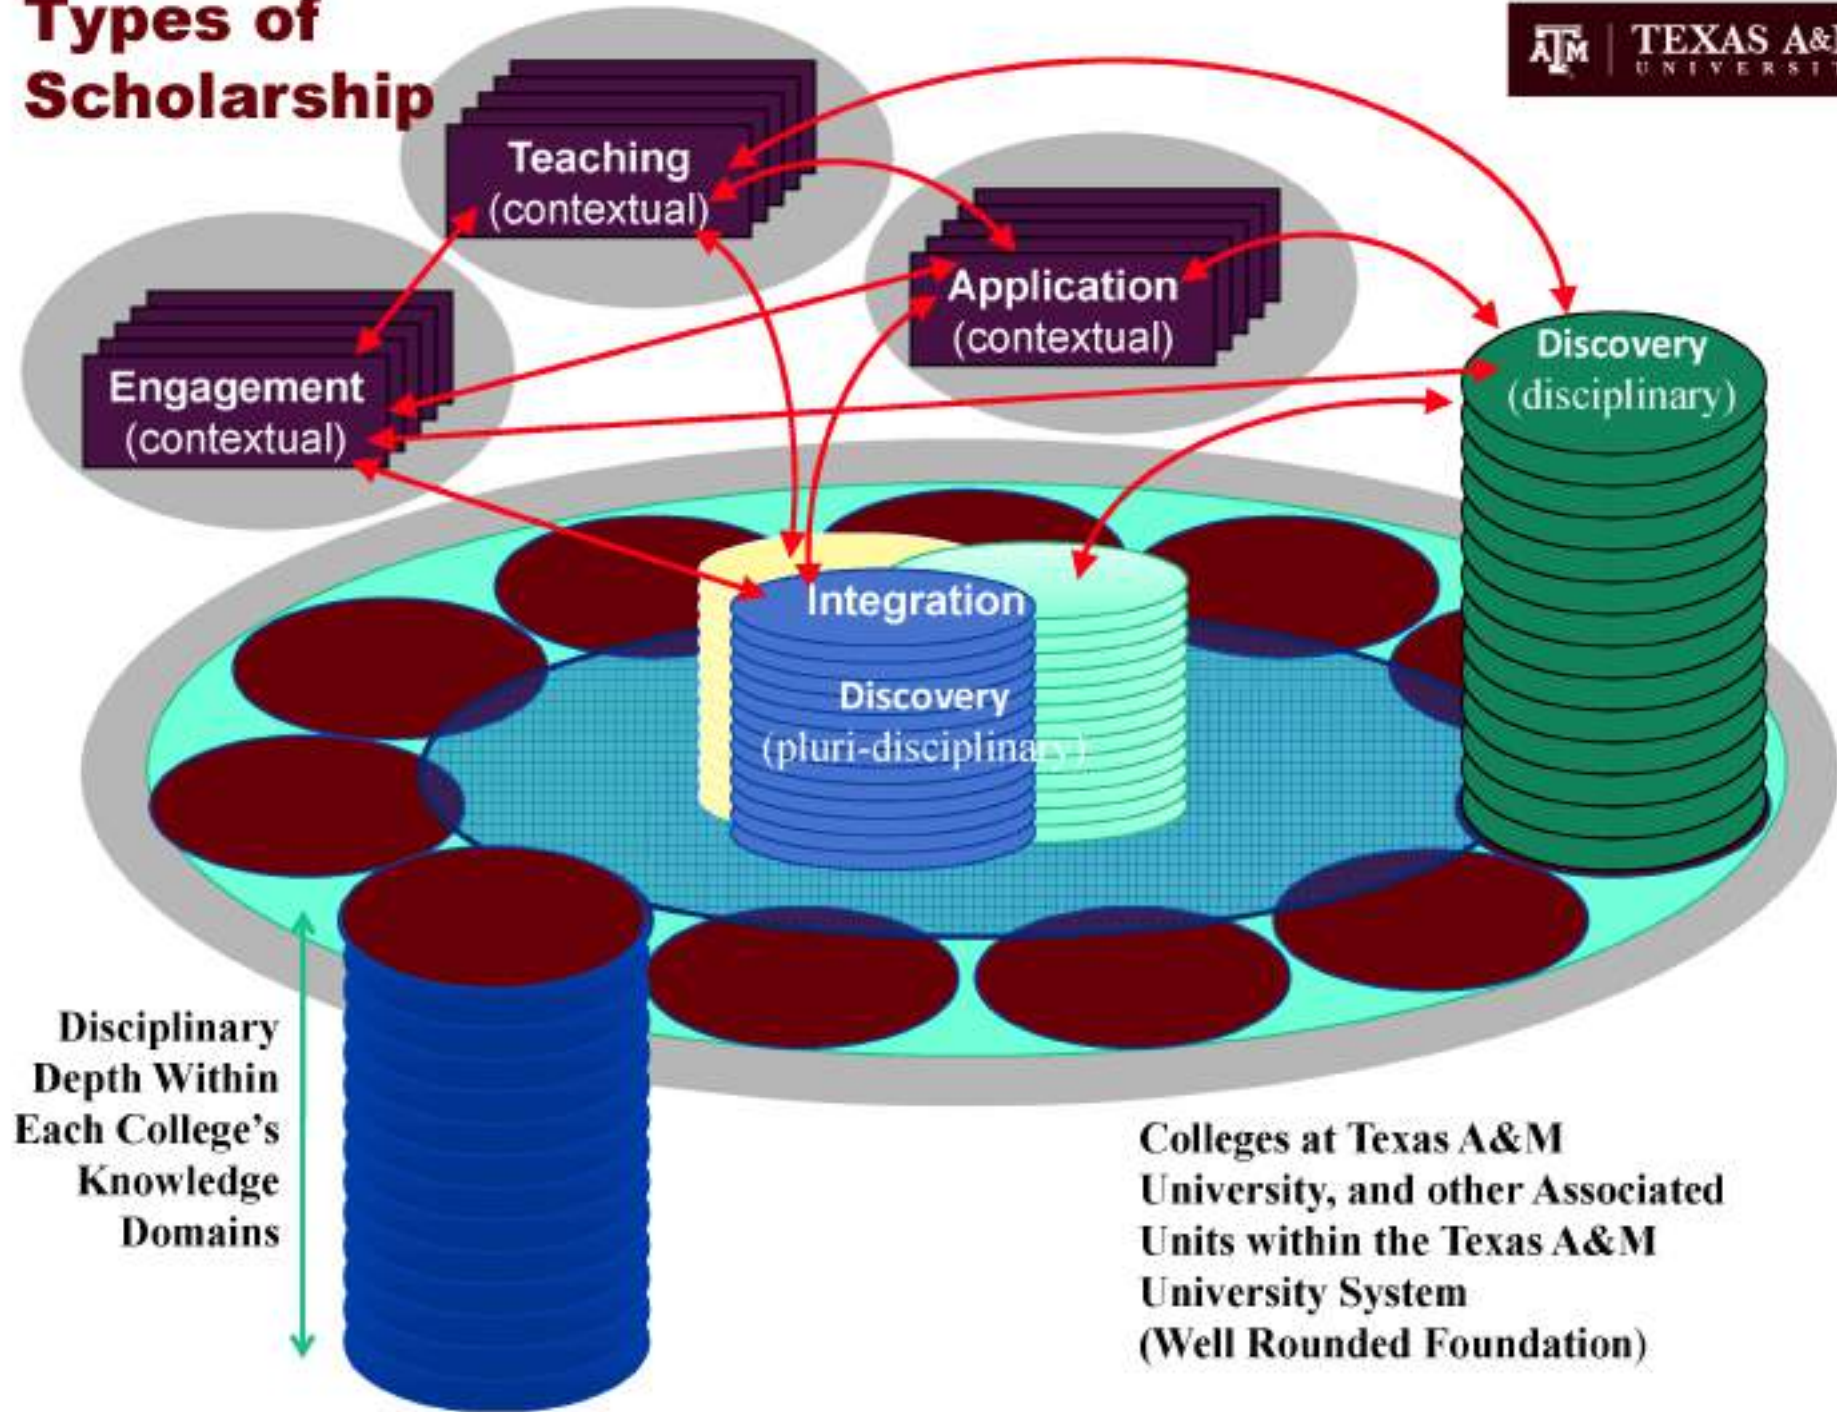 Types of
Scholarship
ATM
TEXAS A&M
UNIVERSIT
Teaching
(contextual)
Application
(contextual)
Engagement
(contextual)
Discovery
(disciplinary)
Integration
Discovery
(pluri-disciplinary)
Disciplinary
Depth Within
Each College's
Knowledge
Domains
Colleges at Texas A&M
University, and other Associated
Units within the Texas A&M
University System
(Well Rounded Foundation)